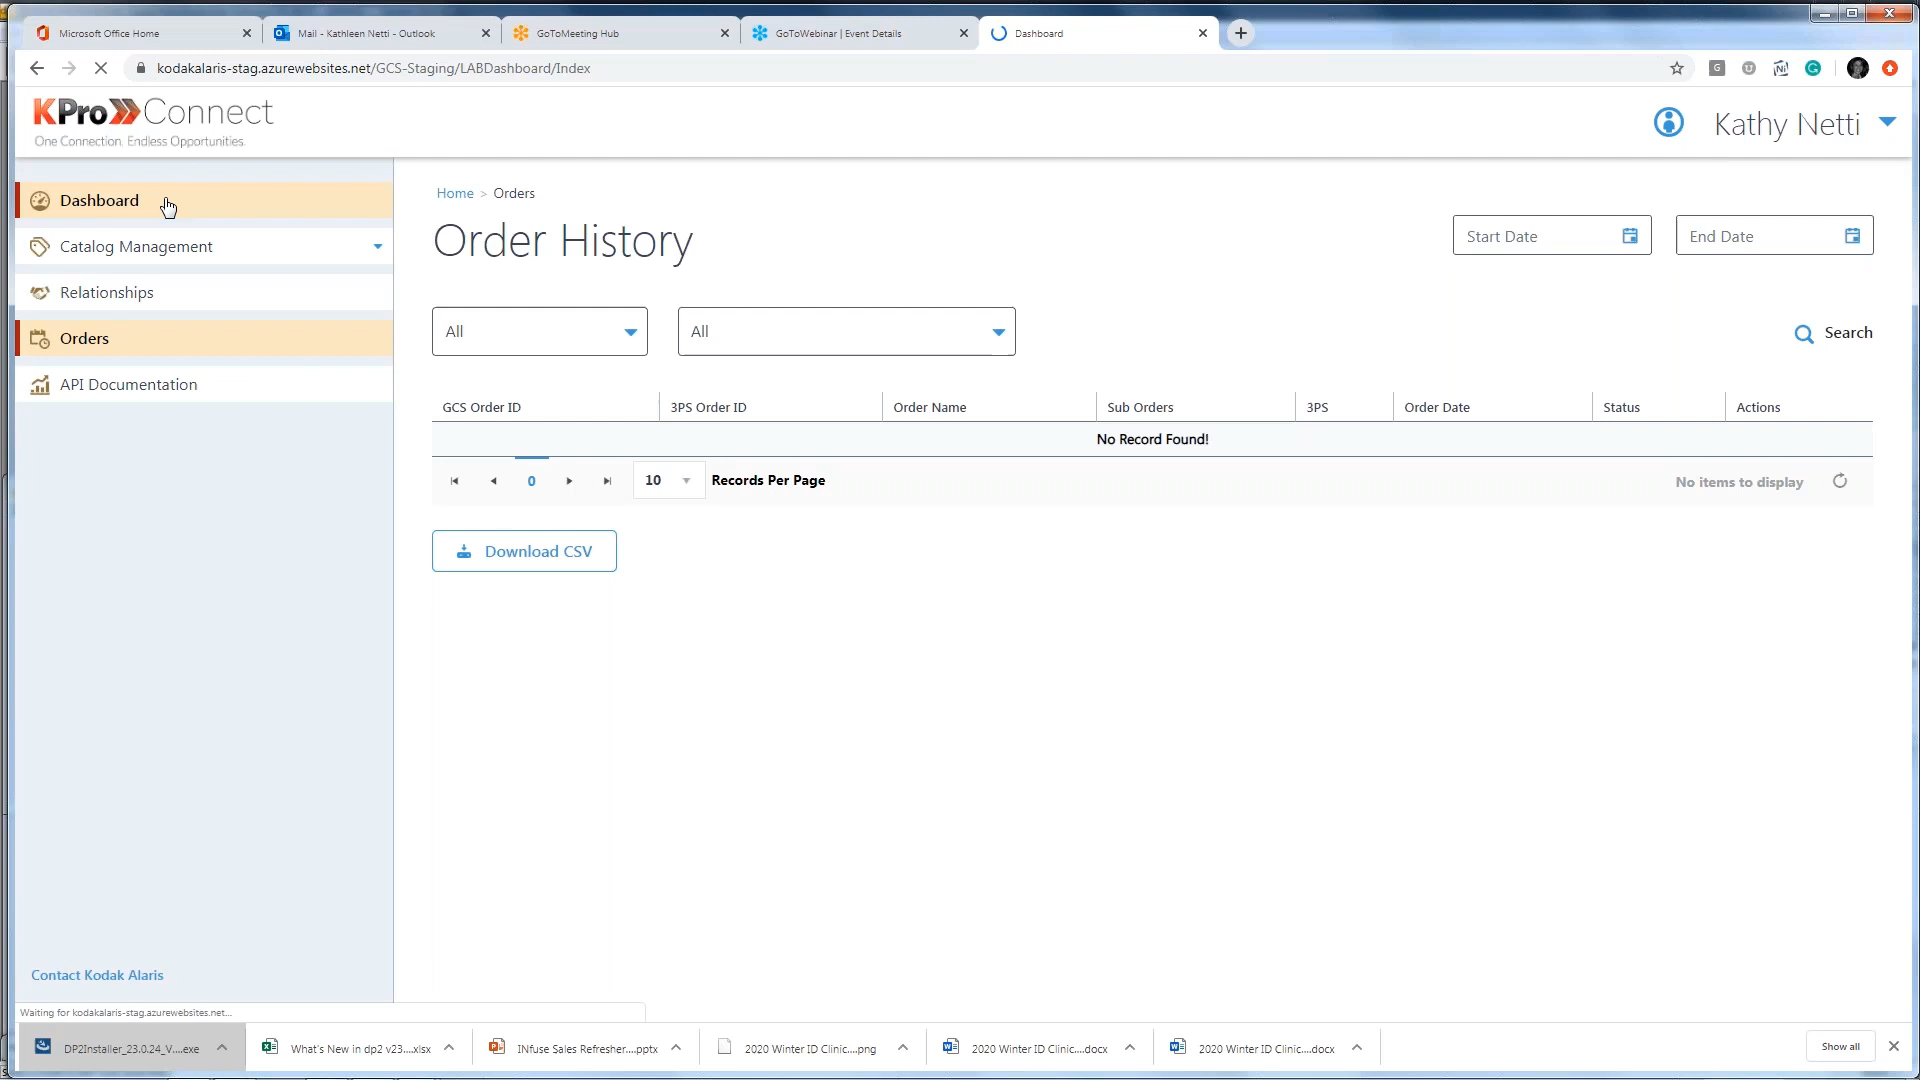 Microsoft Office Home
Mail - Kathleen Netti - Outlook
GoToMeeting Hub
GoToWebinar | Event Details
Dashboard
kodakalaris-stag.azurewebsites.net/GCS-Staging/LABDashboard/Index
KPro Connect
One Connection. Endless Opportunities.
Kathy Netti
Dashboard
Catalog Management
Relationships
Orders
API Documentation
Contact Kodak Alaris
Home > Orders
Order History
Start Date
End Date
All
All
Search
GCS Order ID
3PS Order ID
Order Name
Sub Orders
3PS
Order Date
Status
Actions
No Record Found!
0
10
Records Per Page
No items to display
Download CSV
Waiting for kodakalaris-stag.azurewebsites.net...
DP2Installer_23.0.24_V....exe
What's New in dp2 v23....xlsx
INfuse Sales Refresher....pptx
2020 Winter ID Clinic....png
2020 Winter ID Clinic....docx
2020 Winter ID Clinic....docx
Show all